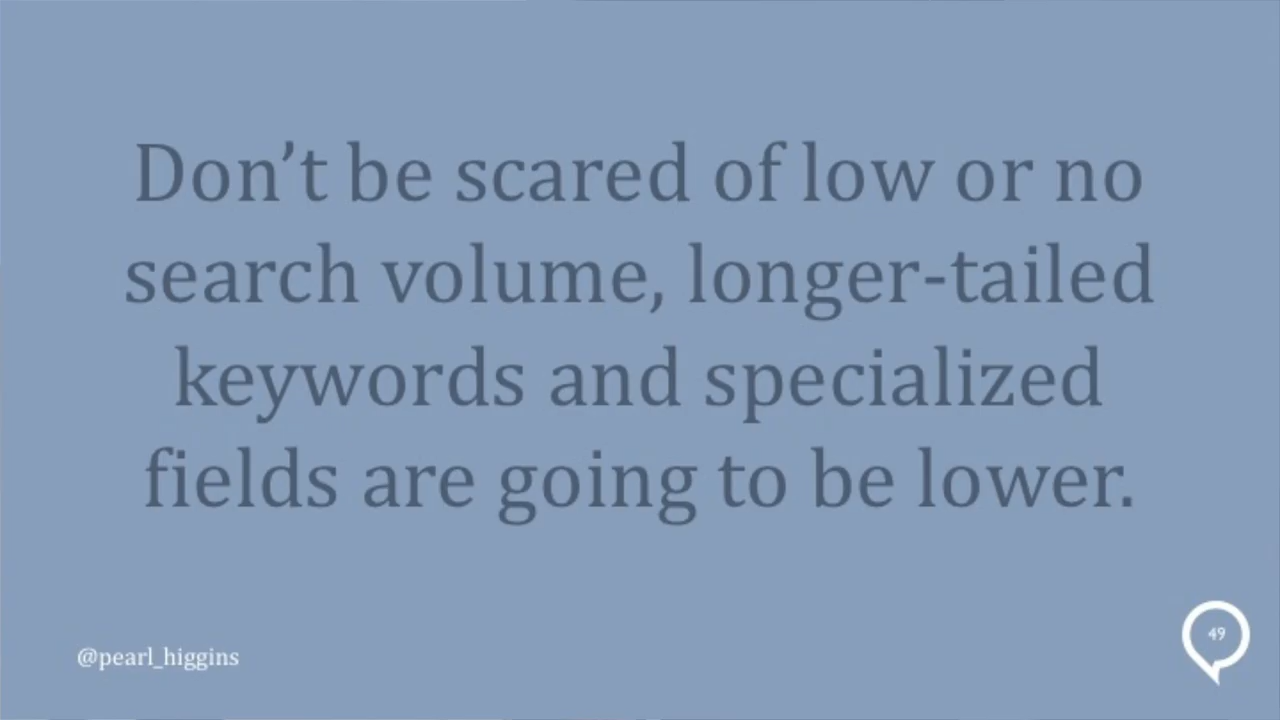 Don’t be scared of low or no
search volume, longer-tailed
keywords and specialized
fields are going to be lower.
@pearl_higgins
49